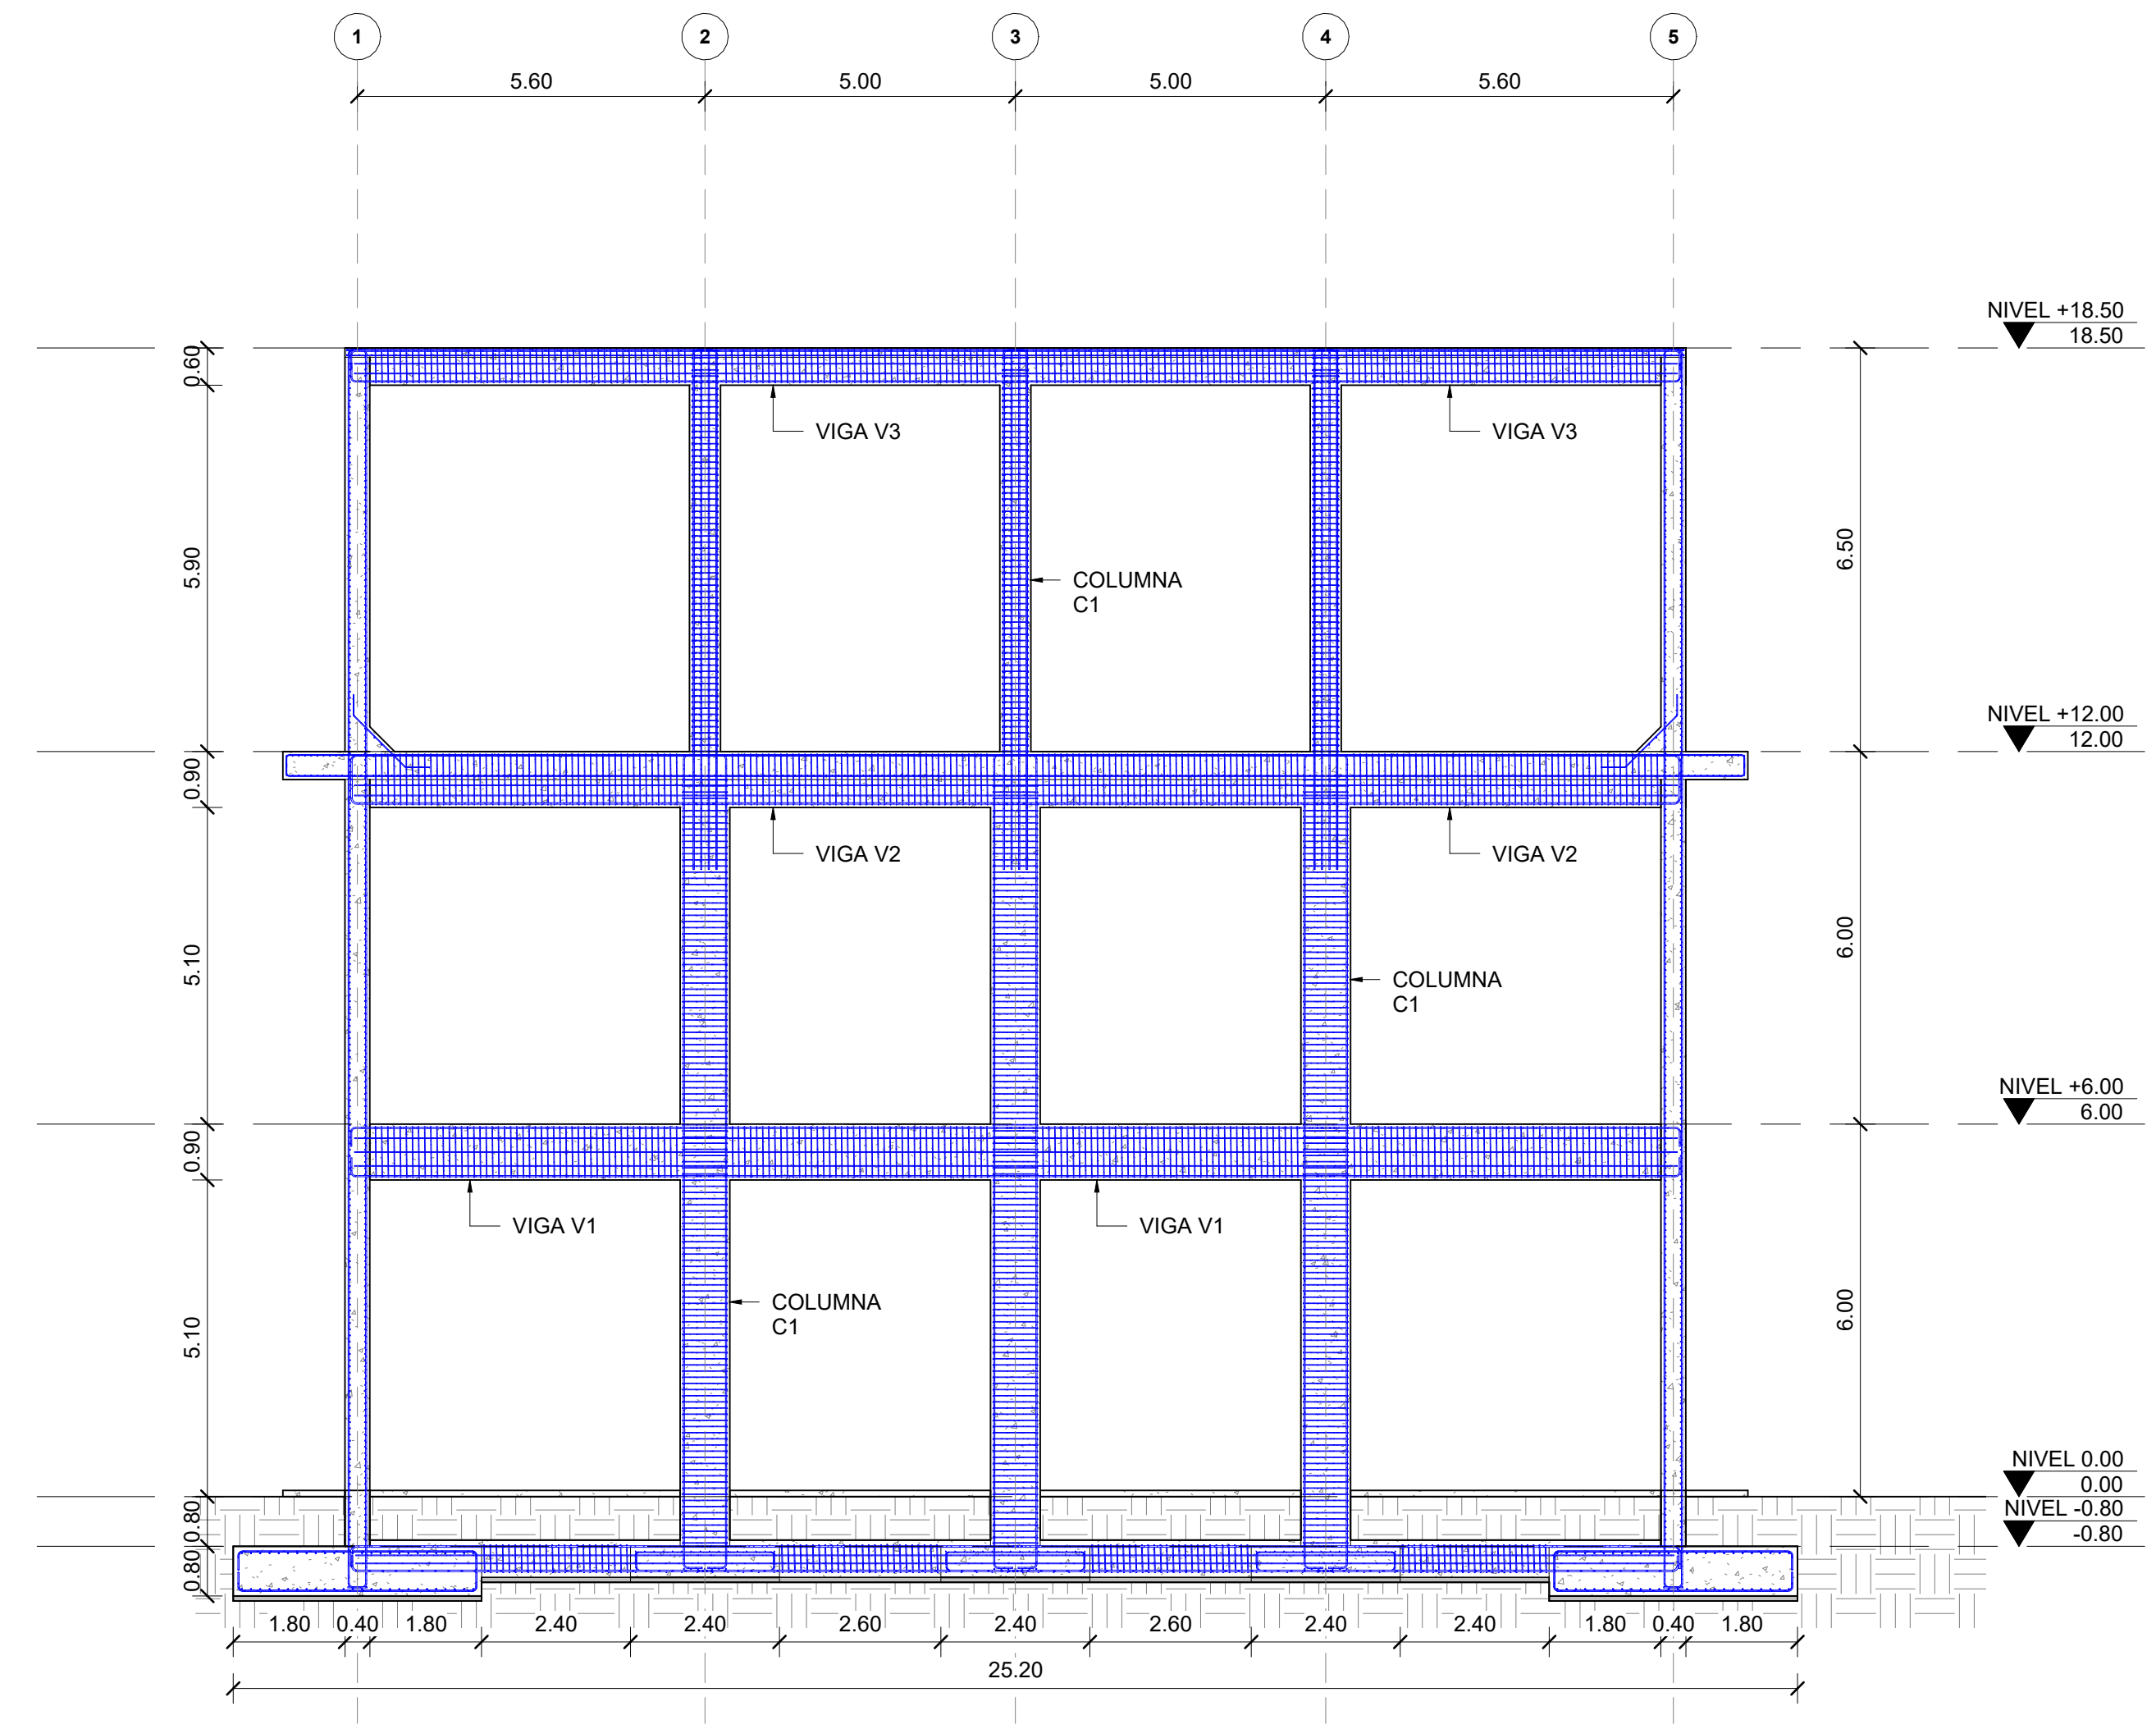 1 2 3 4 5
5.60 5.00 5.00 5.60
NIVEL +18.50
18.50
0.60
VIGA V3 VIGA V3
5.90
6.50
COLUMNA
C1
NIVEL +12.00
12.00
0.90
VIGA V2 VIGA V2
5.10
6.00
COLUMNA
C1
NIVEL +6.00
6.00
0.90
VIGA V1 VIGA V1
5.10
6.00
COLUMNA
C1
NIVEL 0.00
0.00
0.80
NIVEL -0.80
-0.80
0.80
1.80 0.40 1.80 2.40 2.40 2.60 2.40 2.60 2.40 2.40 1.80 0.40 1.80
25.20